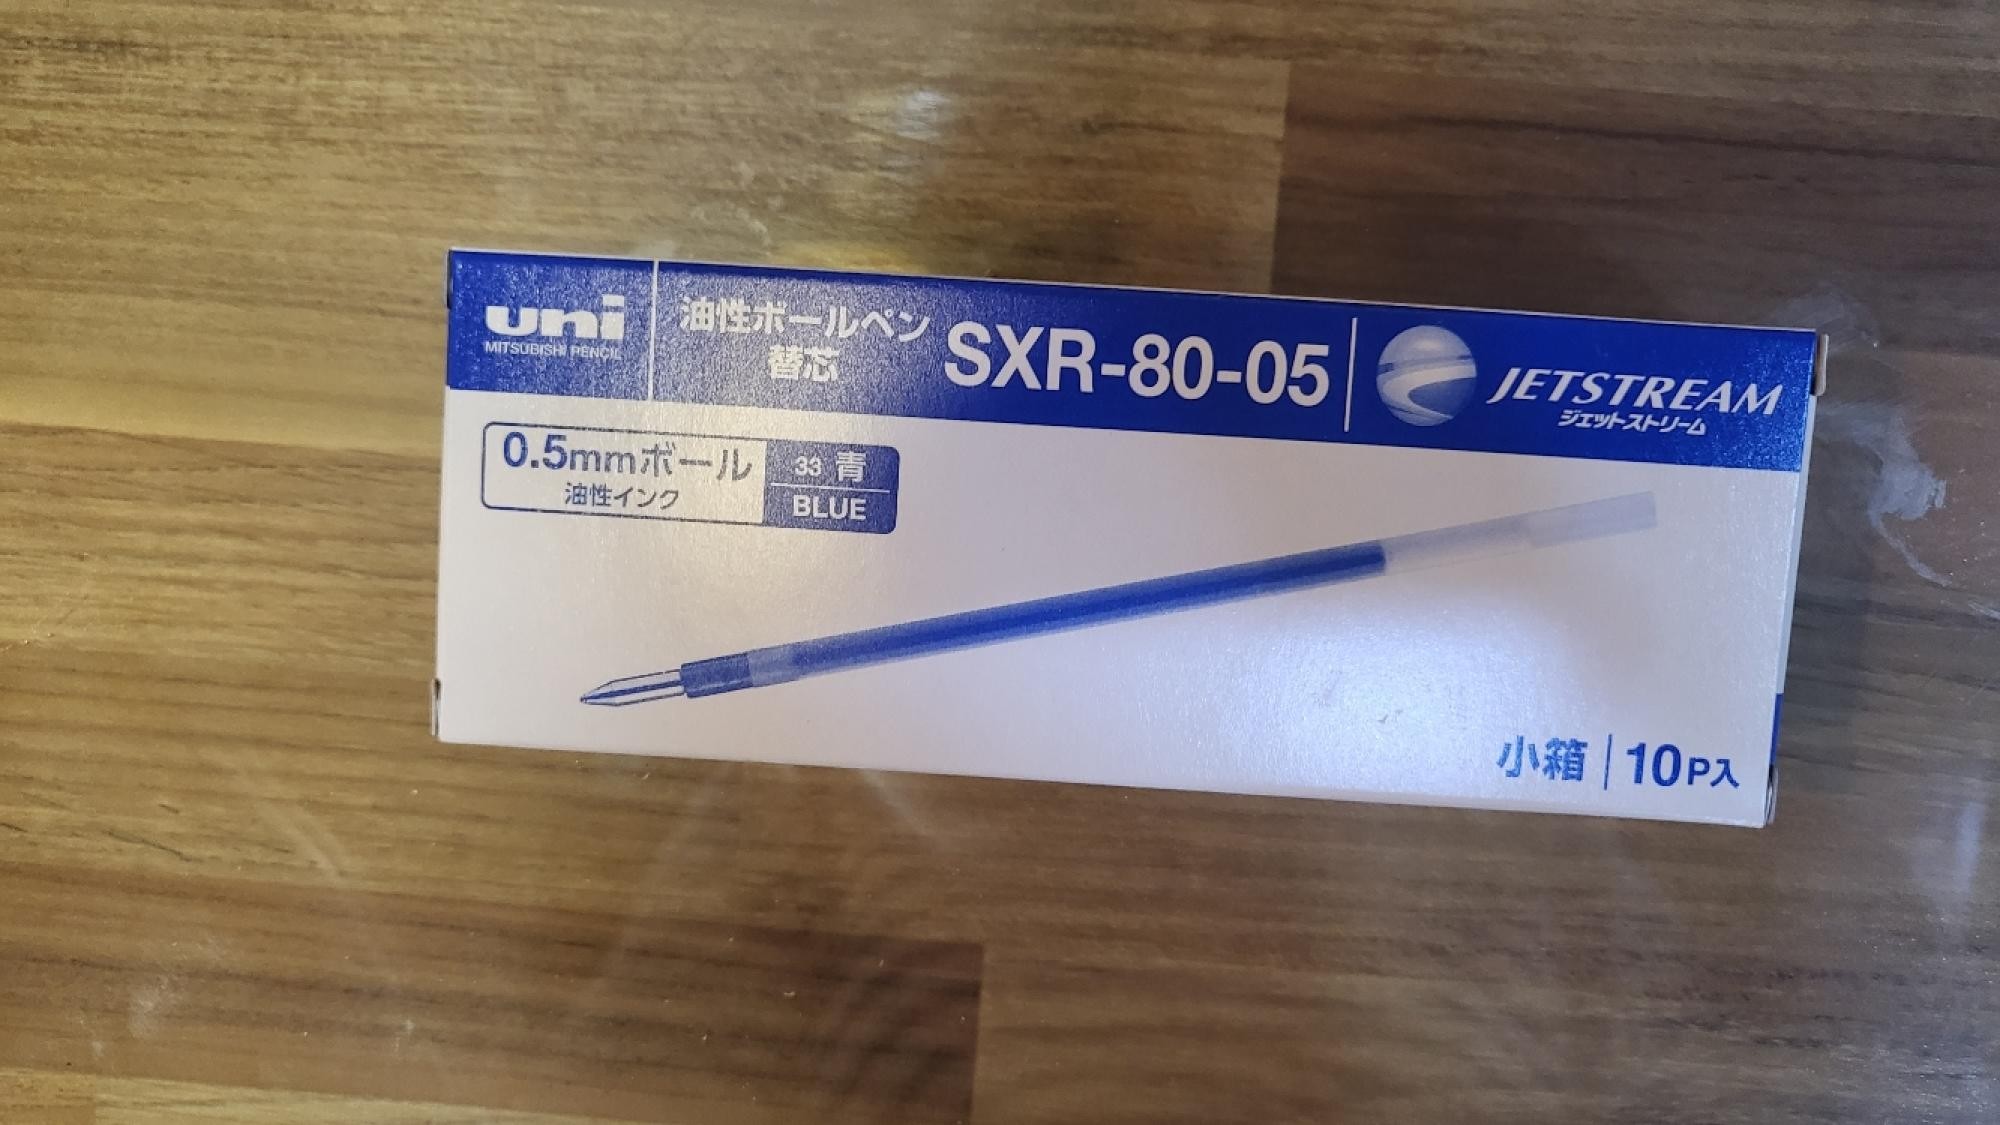 uni
MITSUBISHI PENCIL
油性ボールペン
替芯
SXR-80-05
JETSTREAM
ジェットストリーム
0.5mmボール
油性インク
33 青
BLUE
小箱 | 10P入